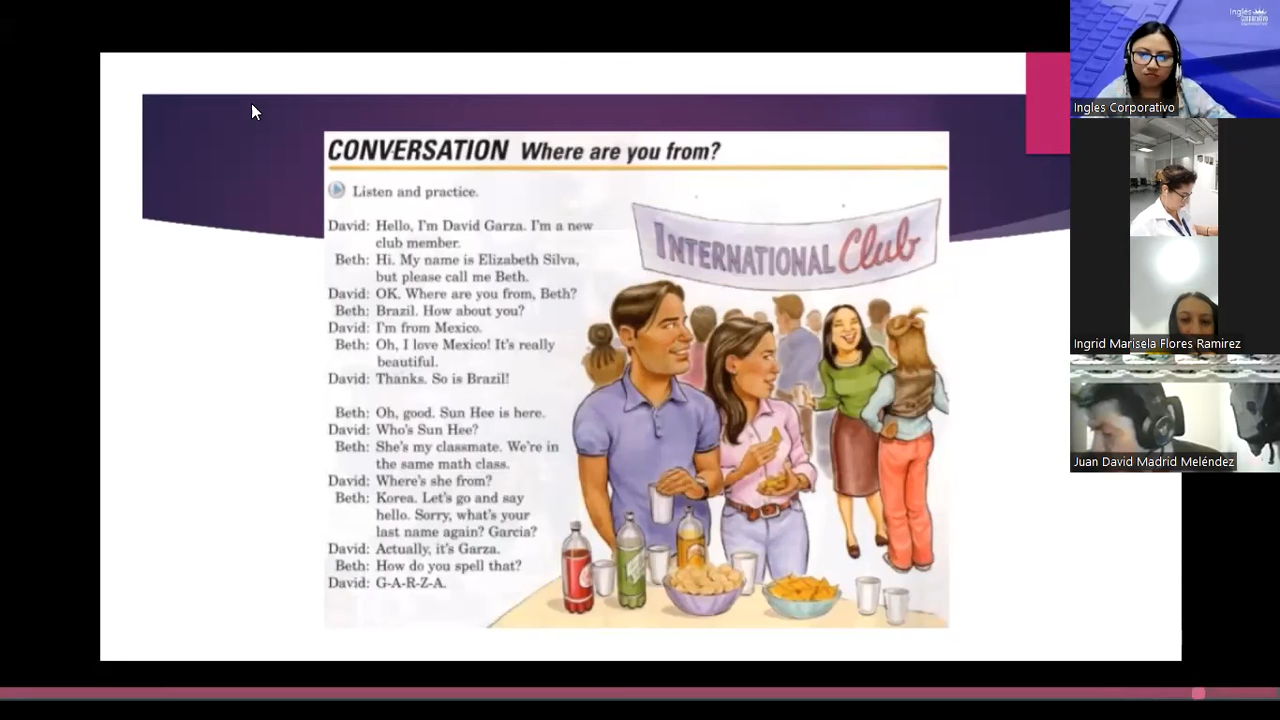 CONVERSATION Where are you from?
Listen and practice.
David: Hello, I'm David Garza. I'm a new
club member.
Beth: Hi. My name is Elizabeth Silva,
but please call me Beth.
David: OK. Where are you from, Beth?
Beth: Brazil. How about you?
David: I'm from Mexico.
Beth: Oh, I love Mexico! It's really
beautiful.
David: Thanks. So is Brazil!
Beth: Oh, good. Sun Hee is here.
David: Who's Sun Hee?
Beth: She's my classmate. We're in
the same math class.
David: Where's she from?
Beth: Korea. Let's go and say
hello. Sorry, what's your
last name again? Garcia?
David: Actually, it's Garza.
Beth: How do you spell that?
David: G-A-R-Z-A.
INTERNATIONAL Club
Inglés
Corporativo
Ingles Corporativo
Ingrid Marisela Flores Ramirez
Juan David Madrid Meléndez